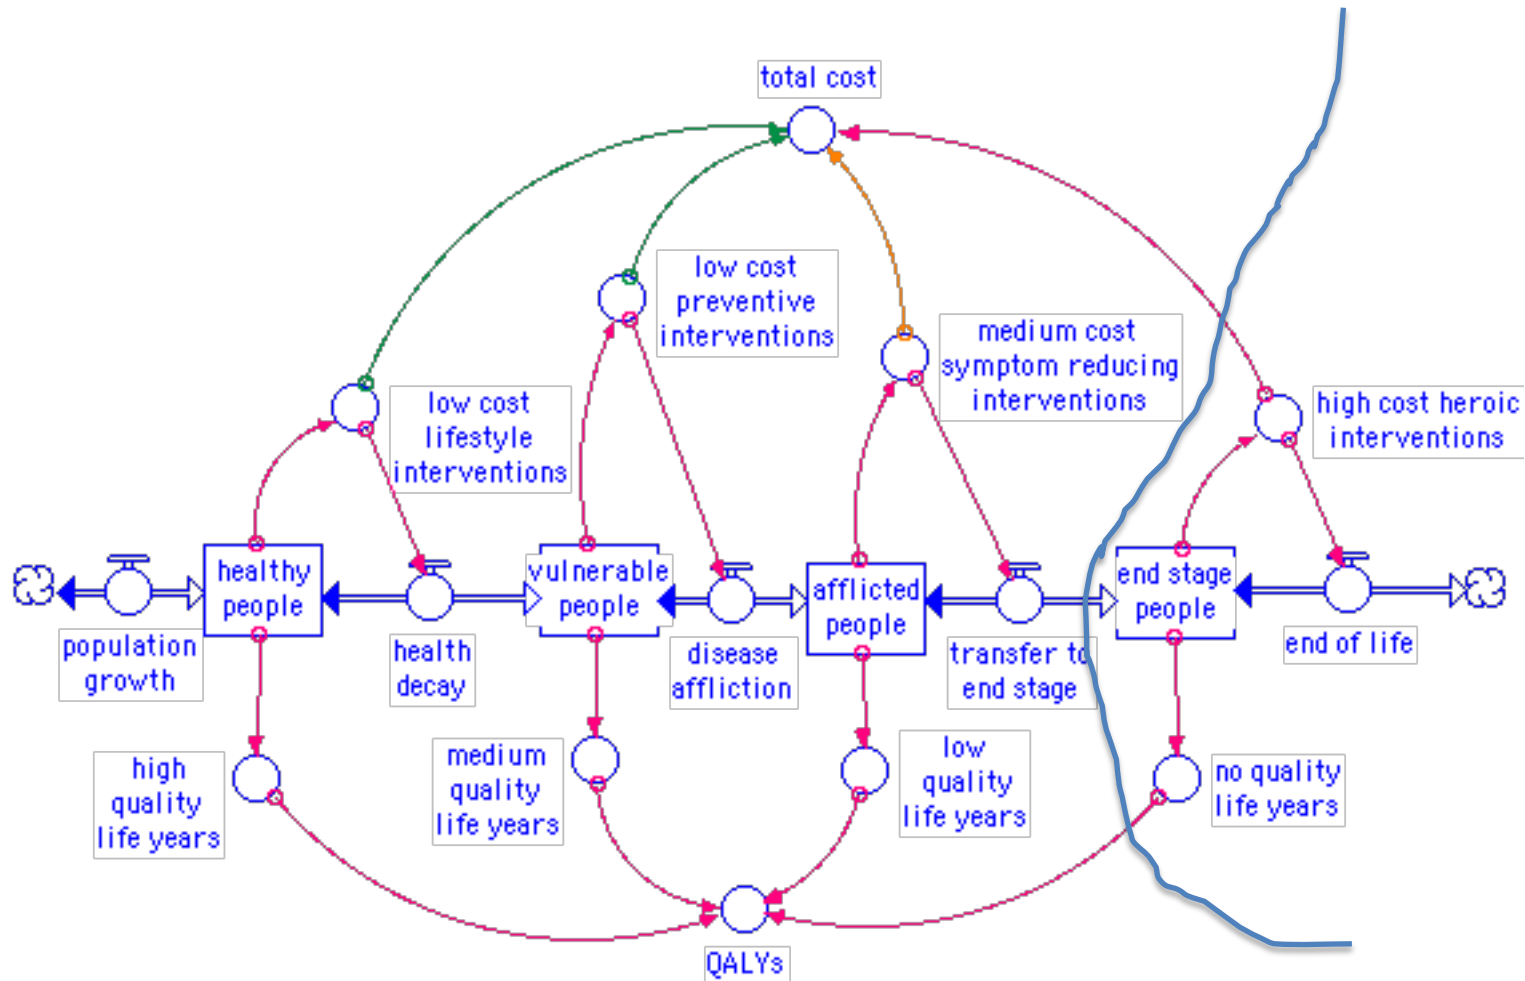 total cost
low cost
preventive
interventions
medium cost
symptom reducing
interventions
low cost
lifestyle
interventions
high cost heroic
interventions
healthy
people
vulnerable
people
afflicted
people
end stage
people
population
growth
health
decay
disease
affliction
transfer to
end stage
end of life
high
quality
life years
medium
quality
life years
low
quality
life years
no quality
life years
QALYs